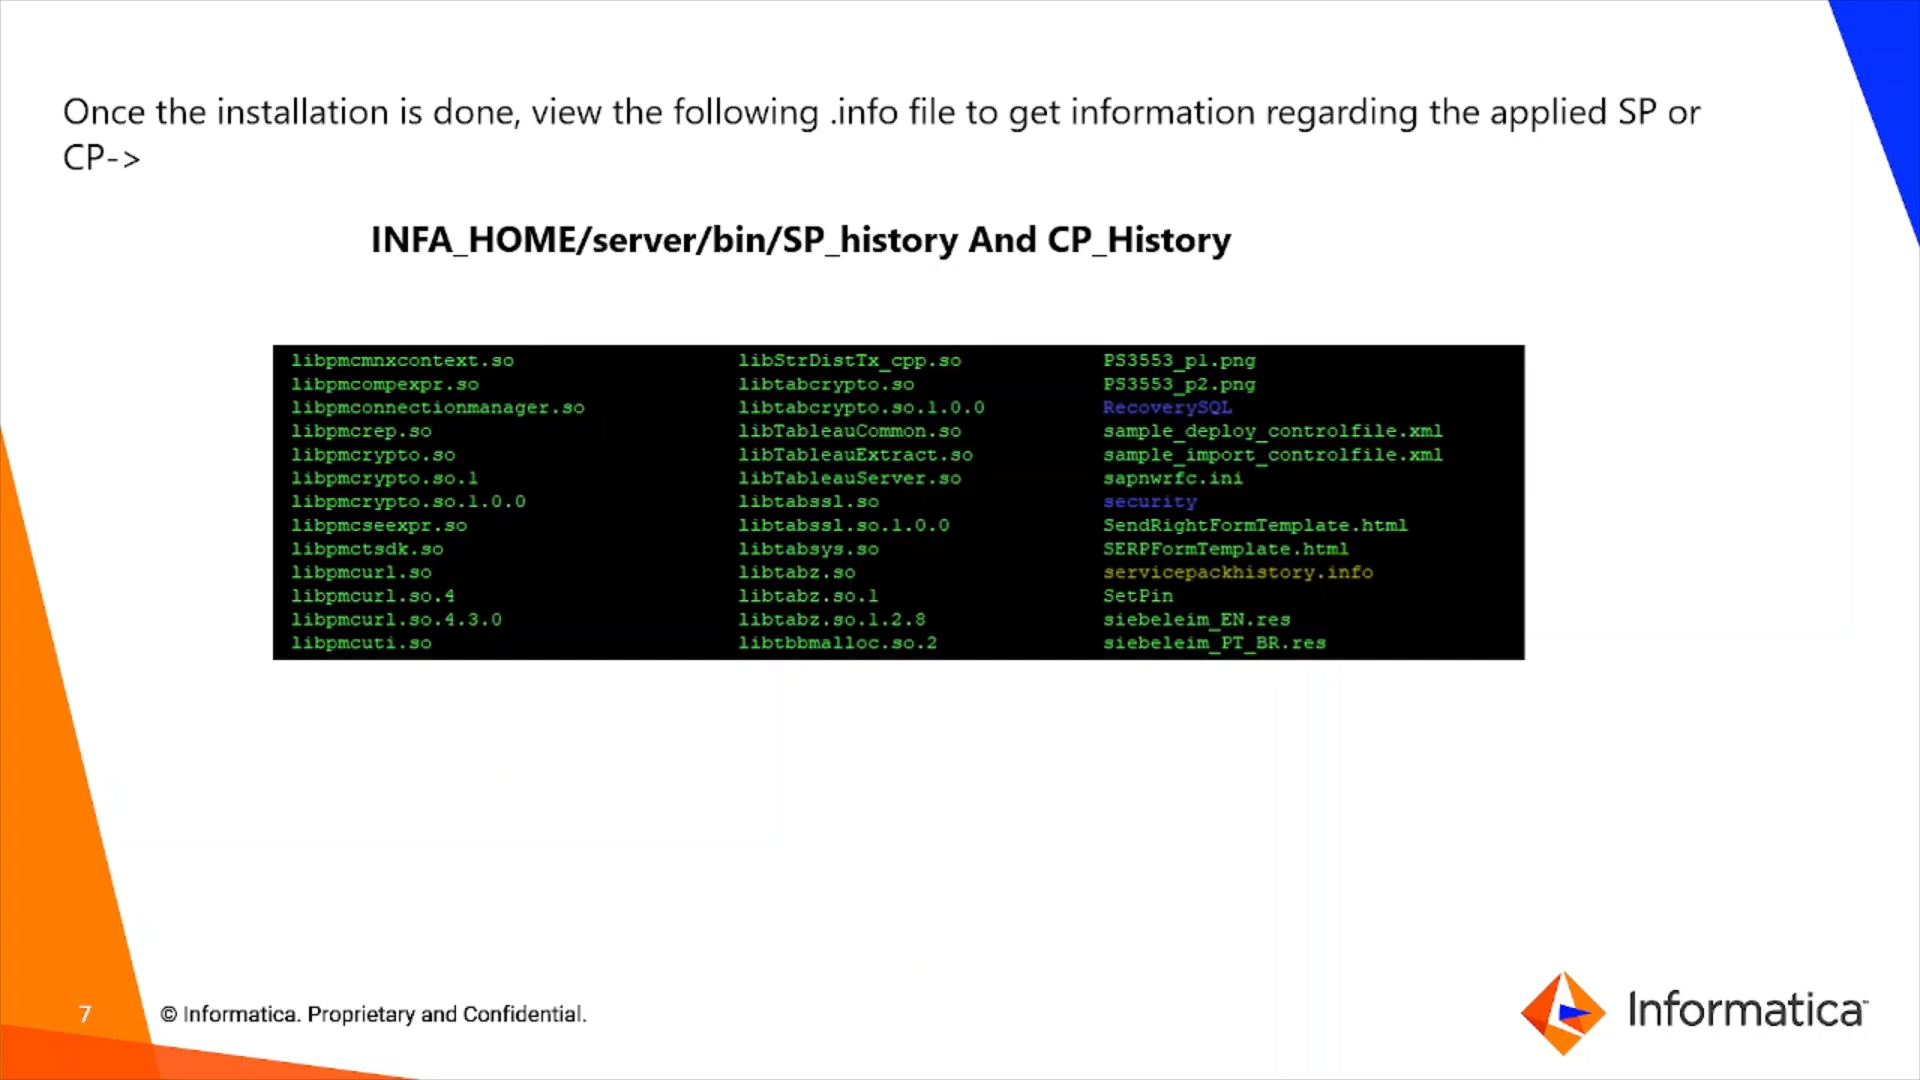 Once the installation is done, view the following .info file to get information regarding the applied SP or
CP->
INFA_HOME/server/bin/SP_history And CP_History
libpmcmnxcontext.so libStrDistTx_cpp.so PS3553_p1.png
libpmcompexpr.so libtabcrypto.so PS3553_p2.png
libpmconnectionmanager.so libtabcrypto.so.1.0.0 RecoverySQL
libpmcrep.so libTableauCommon.so sample_deploy_controlfile.xml
libpmcrypto.so libTableauExtract.so sample_import_controlfile.xml
libpmcrypto.so.1 libTableauServer.so sapnwrfc.ini
libpmcrypto.so.1.0.0 libtabssl.so security
libpmcseexpr.so libtabssl.so.1.0.0 SendRightFormTemplate.html
libpmctsdk.so libtabsys.so SERPFormTemplate.html
libpmcurl.so libtabz.so servicepackhistory.info
libpmcurl.so.4 libtabz.so.1 SetPin
libpmcurl.so.4.3.0 libtabz.so.1.2.8 siebeleim_EN.res
libpmcuti.so libtbbmalloc.so.2 siebeleim_PT_BR.res
7 © Informatica. Proprietary and Confidential.
Informatica